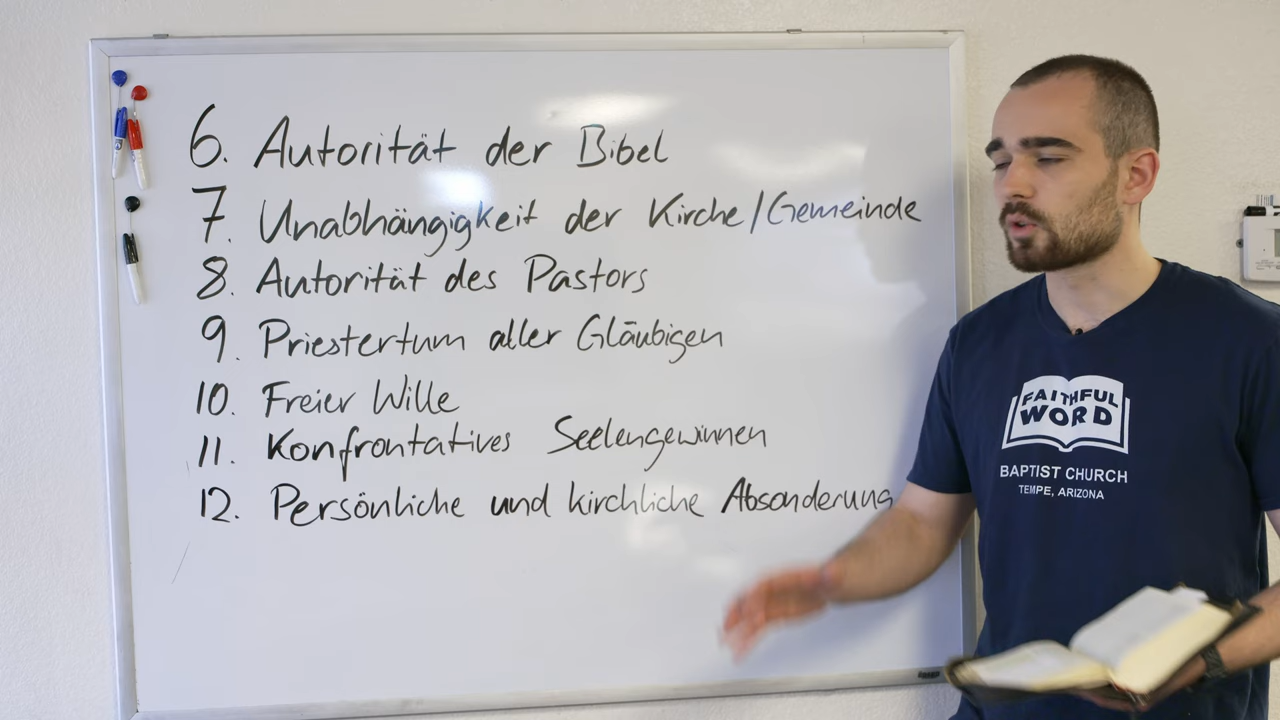 6. Autorität der Bibel
7. Unabhängigkeit der Kirche/Gemeinde
8. Autorität des Pastors
9. Priestertum aller Gläubigen
10. Freier Wille
11. Konfrontatives Seelengewinnen
12. Persönliche und kirchliche Absonderung
FAITHFUL
WORD
BAPTIST CHURCH
TEMPE, ARIZONA